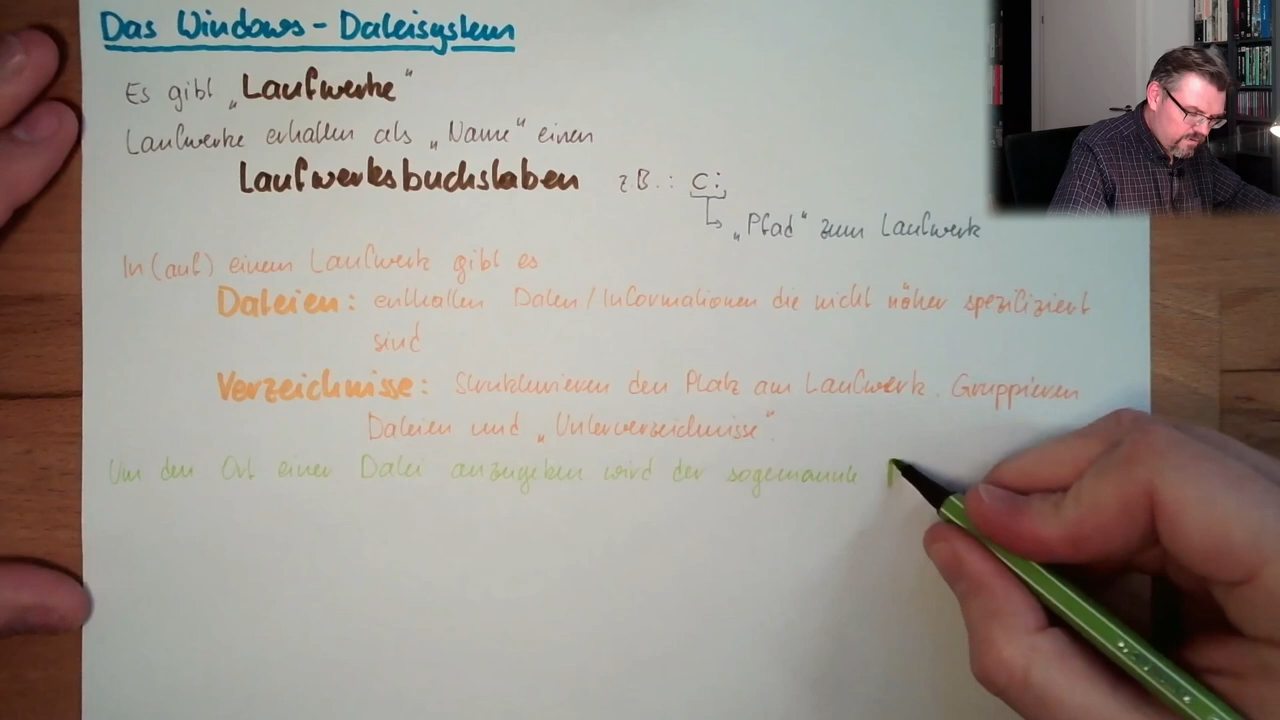 Das Windows-Dateisystem
Es gibt „Laufwerke"
Laufwerke erhalten als „Name" einen
Laufwerksbuchstaben z.B.: C:
„Pfad" zum Laufwerk
In (auf) einem Laufwerk gibt es
Dateien: enthalten Daten/Informationen die nicht näher spezifiziert
sind
Verzeichnisse: Strukturieren den Platz am Laufwerk. Gruppieren
Dateien und „Unterverzeichnisse".
Um den Ort einer Datei anzugeben wird der sogenannte